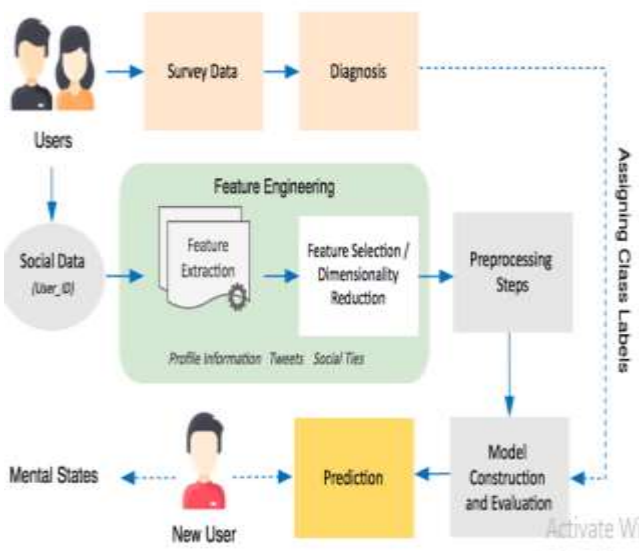 Survey Data
Diagnosis
Users
Assigning Class Labels
Feature Engineering
Social Data
(User_ID)
Feature
Extraction
Feature Selection /
Dimensionality
Reduction
Preprocessing
Steps
Profile Information Tweets Social Ties
Mental States
New User
Prediction
Model
Construction
and Evaluation
Activate Wi